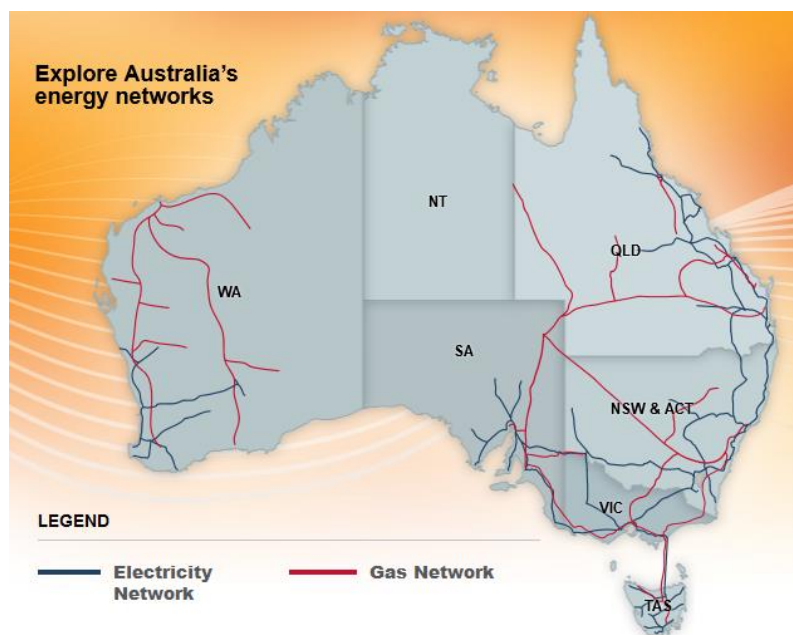 Explore Australia's
energy networks
NT
QLD
WA
SA
NSW & ACT
VIC
TAS
LEGEND
Electricity
Network
Gas Network